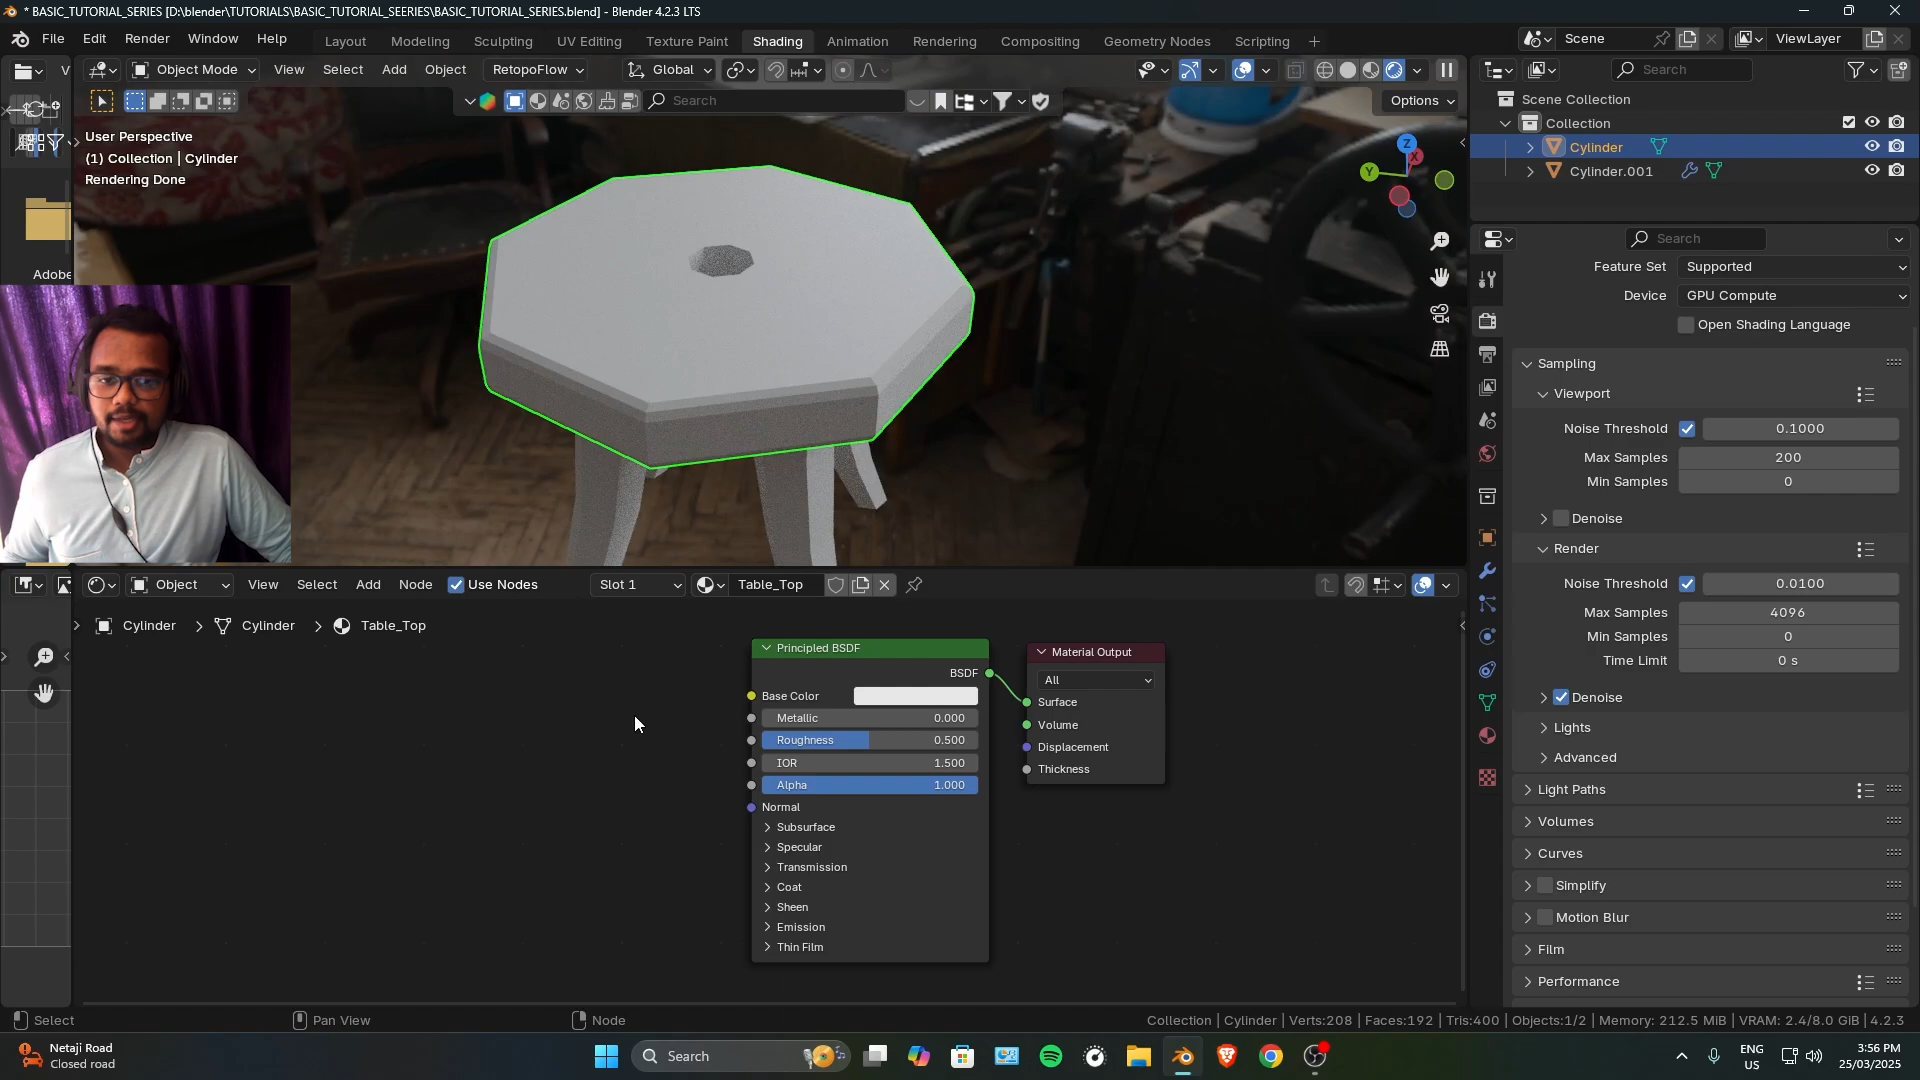 * BASIC_TUTORIAL_SERIES [D:\blender\TUTORIALS\BASIC_TUTORIAL_SEERIES\BASIC_TUTORIAL_SERIES.blend] - Blender 4.2.3 LTS
File Edit Render Window Help Layout Modeling Sculpting UV Editing Texture Paint Shading Animation Rendering Compositing Geometry Nodes Scripting + Scene ViewLayer
V Object Mode View Select Add Object RetopoFlow Global Search
Search Options
Scene Collection
Collection
Cylinder
Cylinder.001
User Perspective
(1) Collection | Cylinder
Rendering Done
Z
X
Y
Adobe
Search
Feature Set Supported
Device GPU Compute
Open Shading Language
Sampling
Viewport
Noise Threshold 0.1000
Max Samples 200
Min Samples 0
Denoise
Render
Noise Threshold 0.0100
Max Samples 4096
Min Samples 0
Time Limit 0 s
Denoise
Lights
Advanced
Light Paths
Volumes
Curves
Simplify
Motion Blur
Film
Performance
Object View Select Add Node Use Nodes Slot 1 Table_Top
Cylinder > Cylinder > Table_Top
Principled BSDF
BSDF
Base Color
Metallic 0.000
Roughness 0.500
IOR 1.500
Alpha 1.000
Normal
Subsurface
Specular
Transmission
Coat
Sheen
Emission
Thin Film
Material Output
All
Surface
Volume
Displacement
Thickness
Select Pan View Node Collection | Cylinder | Verts:208 | Faces:192 | Tris:400 | Objects:1/2 | Memory: 212.5 MiB | VRAM: 2.4/8.0 GiB | 4.2.3
Netaji Road
Closed road
Search
ENG
US
3:56 PM
25/03/2025